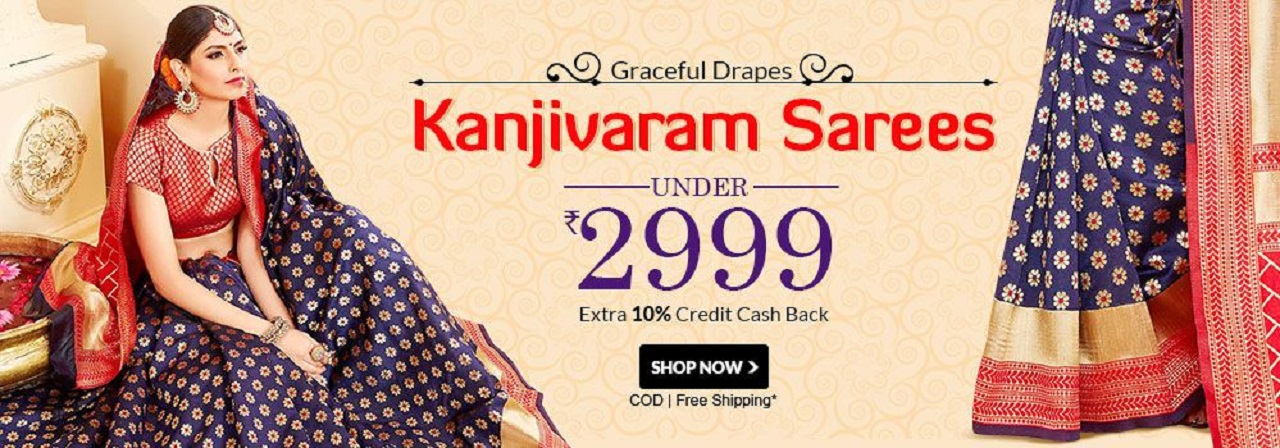 Graceful Drapes
Kanjivaram Sarees
UNDER
₹2999
Extra 10% Credit Cash Back
SHOP NOW >
COD | Free Shipping*